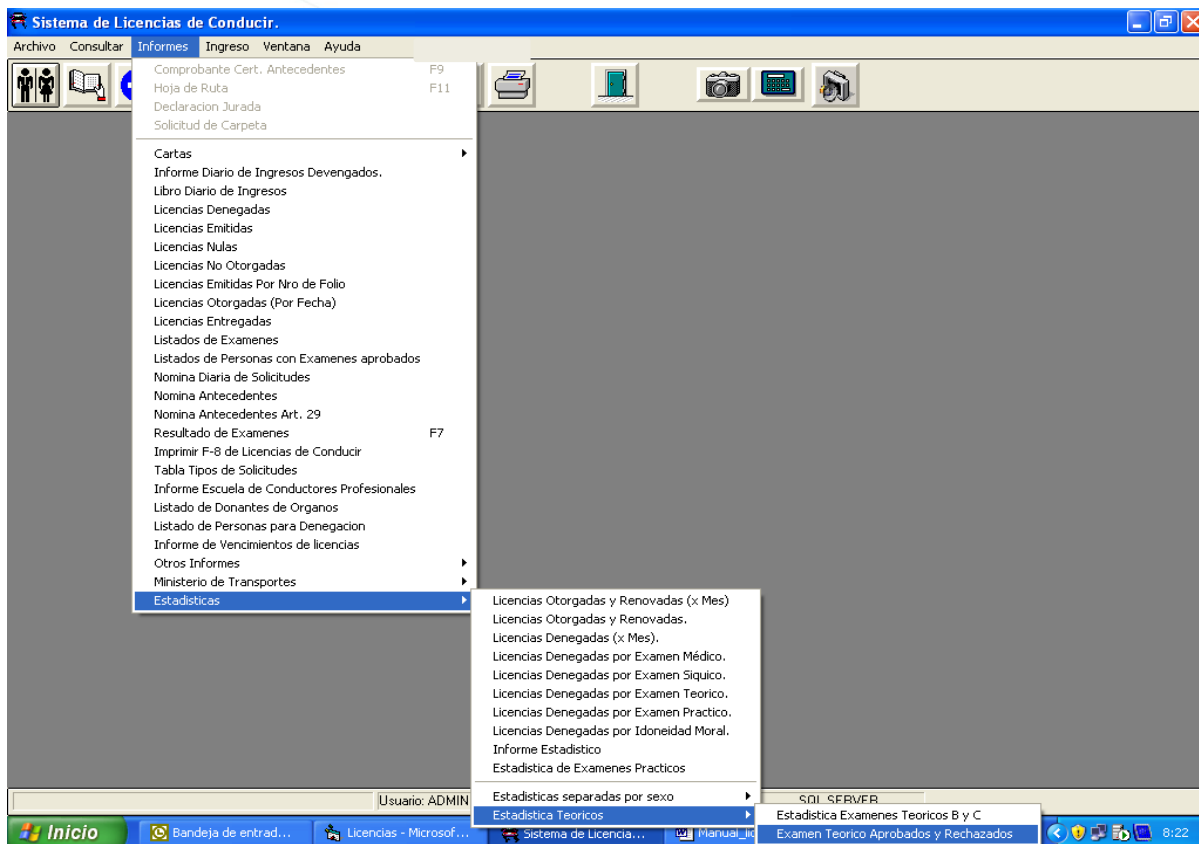 Sistema de Licencias de Conducir.
Archivo Consultar Informes Ingreso Ventana Ayuda
Comprobante Cert. Antecedentes F9
Hoja de Ruta F11
Declaracion Jurada
Solicitud de Carpeta
Cartas
Informe Diario de Ingresos Devengados.
Libro Diario de Ingresos
Licencias Denegadas
Licencias Emitidas
Licencias Nulas
Licencias No Otorgadas
Licencias Emitidas Por Nro de Folio
Licencias Otorgadas (Por Fecha)
Licencias Entregadas
Listados de Examenes
Listados de Personas con Examenes aprobados
Nomina Diaria de Solicitudes
Nomina Antecedentes
Nomina Antecedentes Art. 29
Resultado de Examenes F7
Imprimir F-8 de Licencias de Conducir
Tabla Tipos de Solicitudes
Informe Escuela de Conductores Profesionales
Listado de Donantes de Organos
Listado de Personas para Denegacion
Informe de Vencimientos de licencias
Otros Informes
Ministerio de Transportes
Estadisticas
Licencias Otorgadas y Renovadas (x Mes)
Licencias Otorgadas y Renovadas.
Licencias Denegadas (x Mes).
Licencias Denegadas por Examen Médico.
Licencias Denegadas por Examen Siquico.
Licencias Denegadas por Examen Teorico.
Licencias Denegadas por Examen Practico.
Licencias Denegadas por Idoneidad Moral.
Informe Estadistico
Estadistica de Examenes Practicos
Estadisticas separadas por sexo
Estadistica Teoricos
Estadistica Examenes Teoricos B y C
Examen Teorico Aprobados y Rechazados
Usuario: ADMIN
SQL SERVER
Inicio Bandeja de entrad... Licencias - Microsof... Sistema de Licencia... Manual_lic 8:22